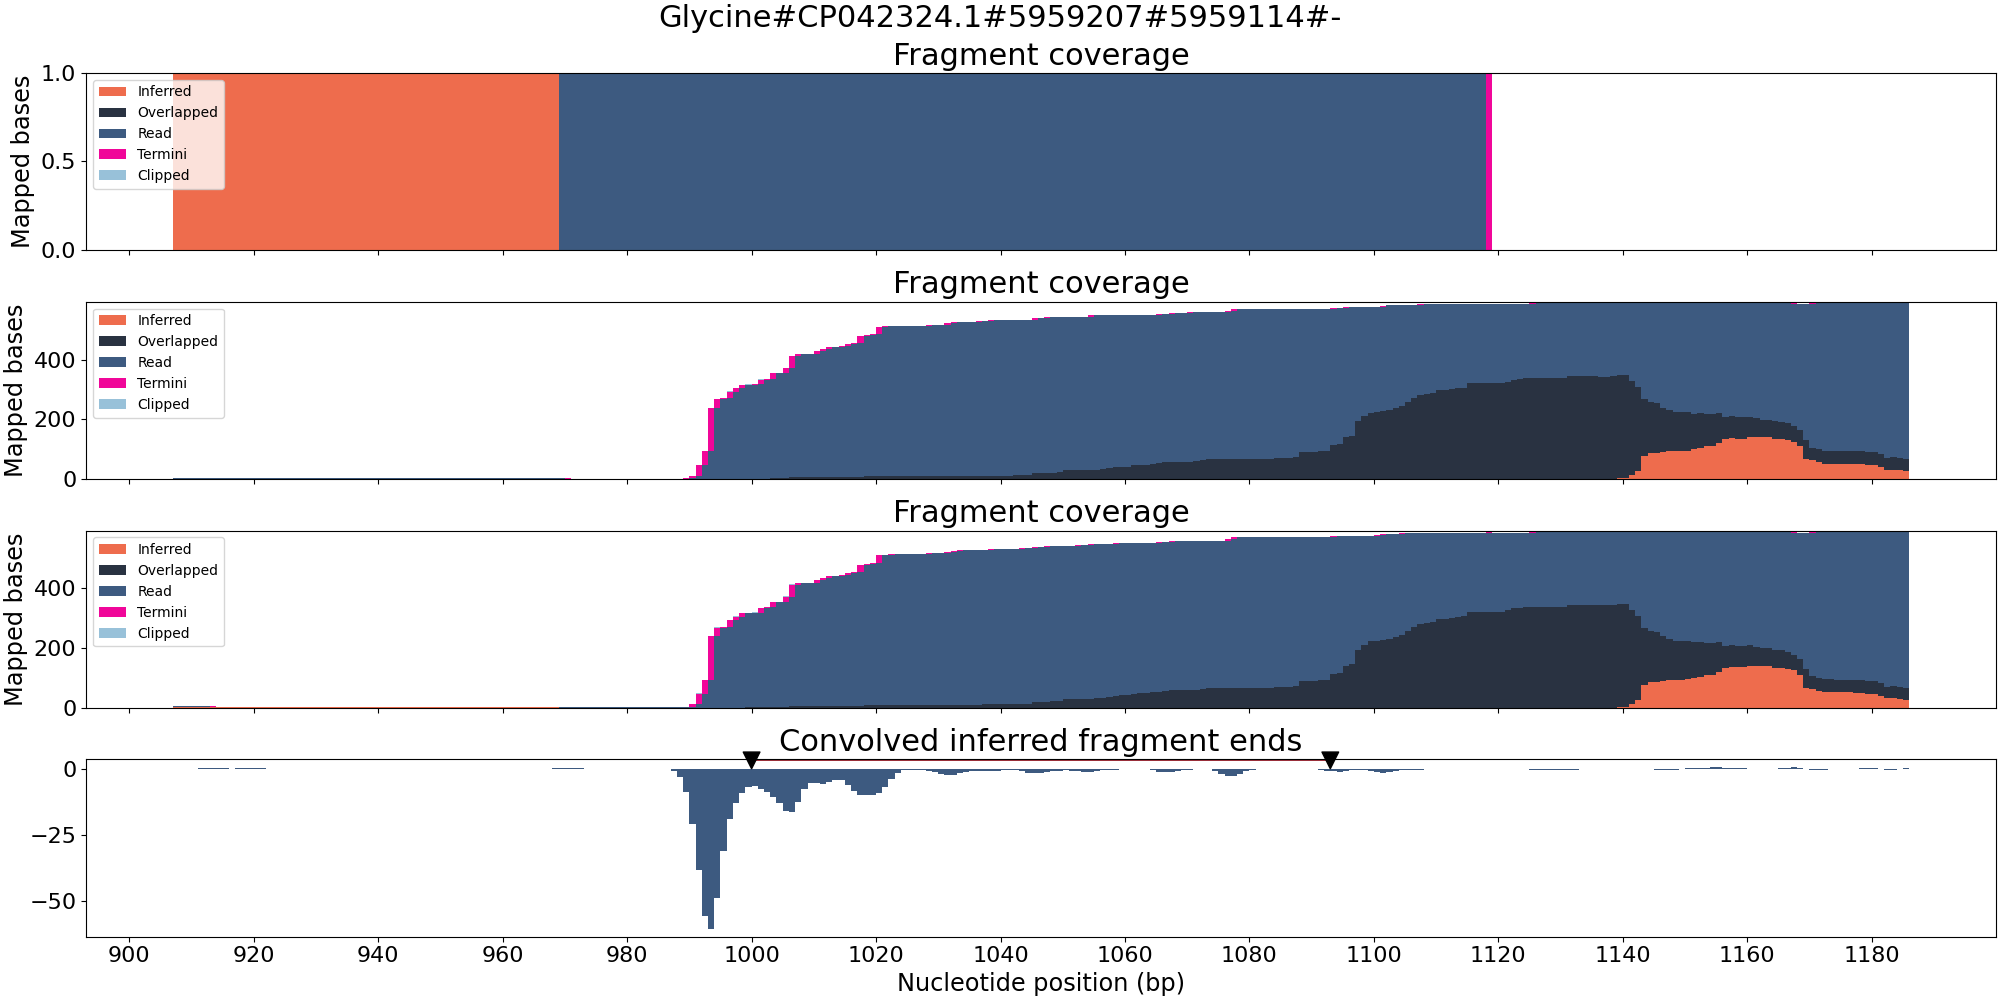 Glycine#CP042324.1#5959207#5959114#-
Fragment coverage
Mapped bases
1.0
0.5
0.0
Inferred
Overlapped
Read
Termini
Clipped
Fragment coverage
Mapped bases
400
200
0
Inferred
Overlapped
Read
Termini
Clipped
Fragment coverage
Mapped bases
400
200
0
Inferred
Overlapped
Read
Termini
Clipped
Convolved inferred fragment ends
0
−25
−50
900 920 940 960 980 1000 1020 1040 1060 1080 1100 1120 1140 1160 1180
Nucleotide position (bp)